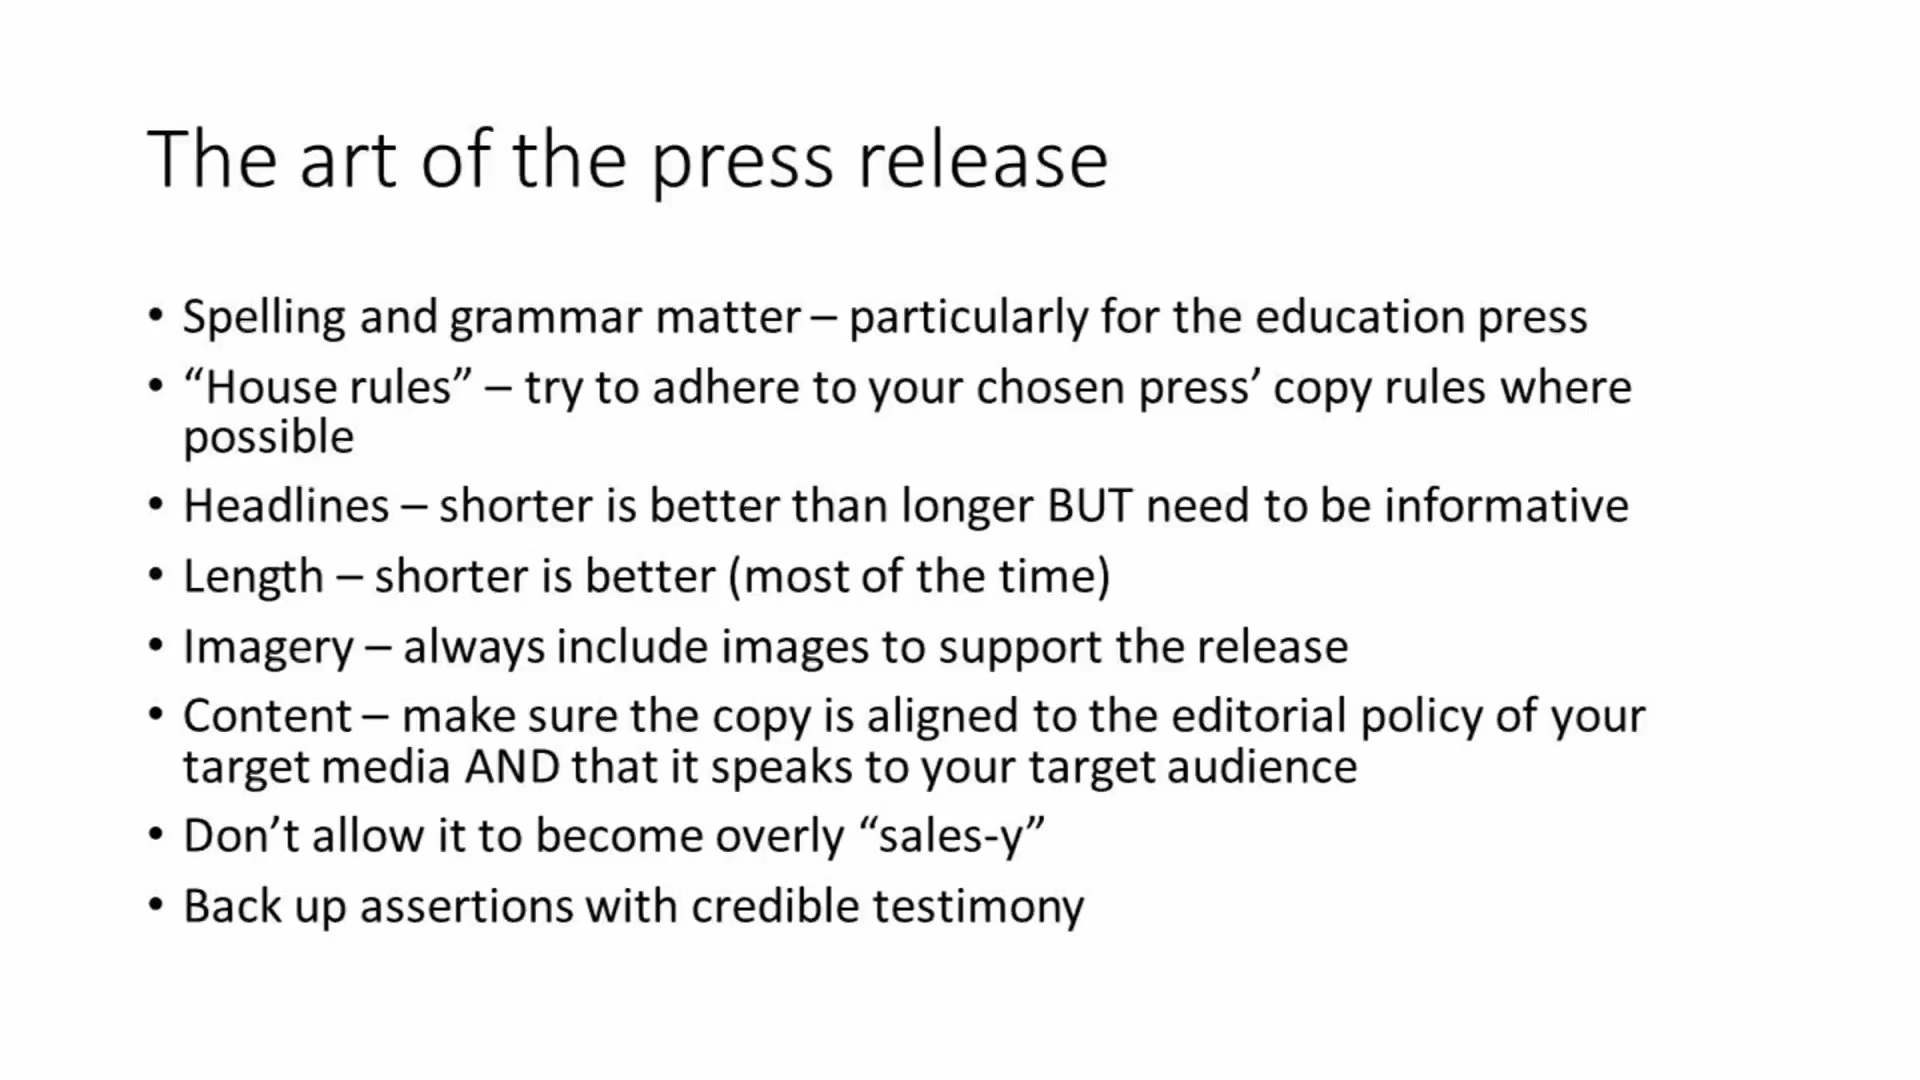 The art of the press release
• Spelling and grammar matter – particularly for the education press
• “House rules” – try to adhere to your chosen press’ copy rules where
possible
• Headlines – shorter is better than longer BUT need to be informative
• Length – shorter is better (most of the time)
• Imagery – always include images to support the release
• Content – make sure the copy is aligned to the editorial policy of your
target media AND that it speaks to your target audience
• Don’t allow it to become overly “sales-y”
• Back up assertions with credible testimony